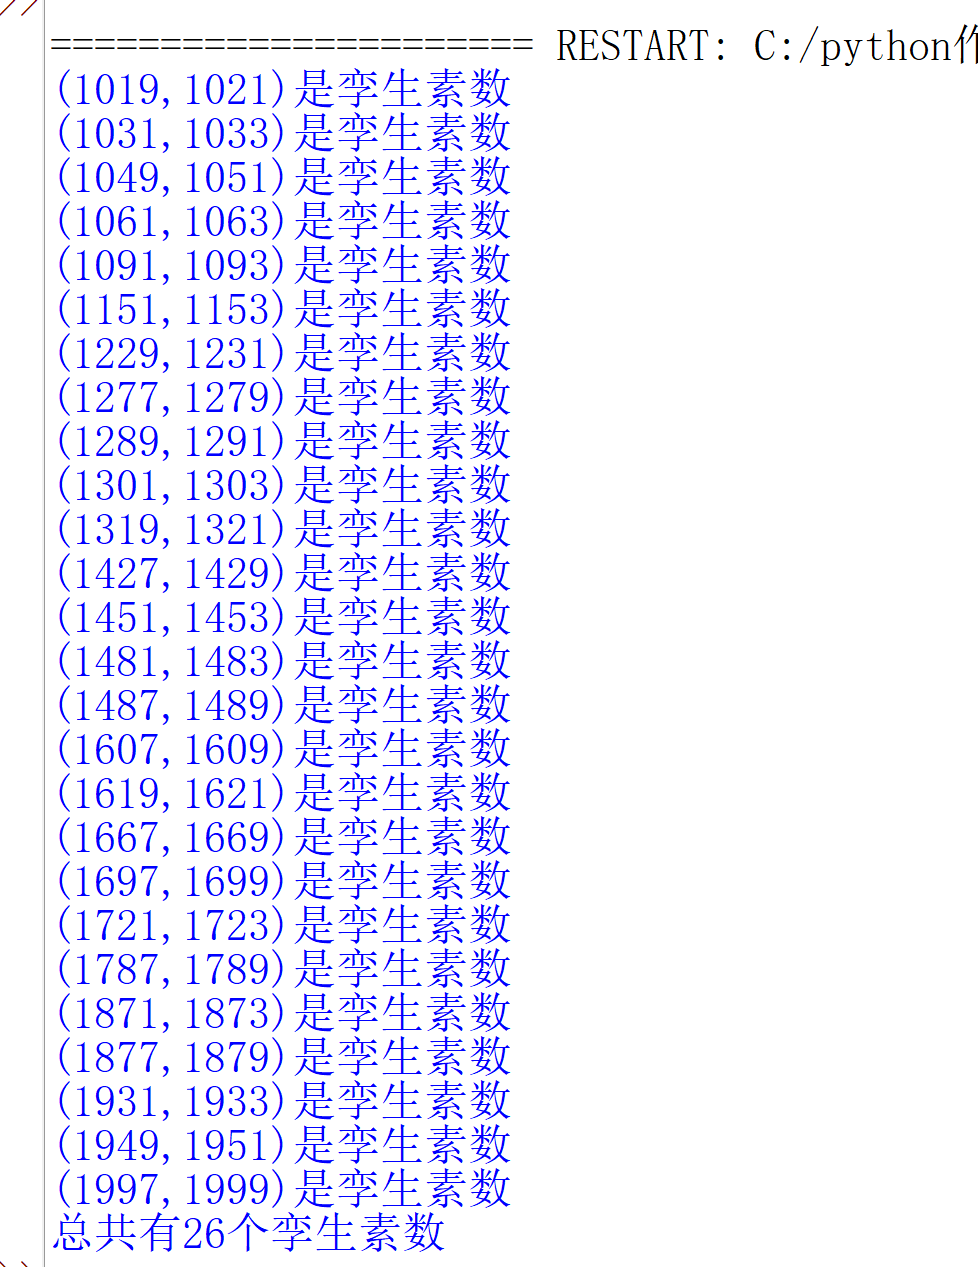 ====================== RESTART: C:/python作
(1019,1021)是孪生素数
(1031,1033)是孪生素数
(1049,1051)是孪生素数
(1061,1063)是孪生素数
(1091,1093)是孪生素数
(1151,1153)是孪生素数
(1229,1231)是孪生素数
(1277,1279)是孪生素数
(1289,1291)是孪生素数
(1301,1303)是孪生素数
(1319,1321)是孪生素数
(1427,1429)是孪生素数
(1451,1453)是孪生素数
(1481,1483)是孪生素数
(1487,1489)是孪生素数
(1607,1609)是孪生素数
(1619,1621)是孪生素数
(1667,1669)是孪生素数
(1697,1699)是孪生素数
(1721,1723)是孪生素数
(1787,1789)是孪生素数
(1871,1873)是孪生素数
(1877,1879)是孪生素数
(1931,1933)是孪生素数
(1949,1951)是孪生素数
(1997,1999)是孪生素数
总共有26个孪生素数